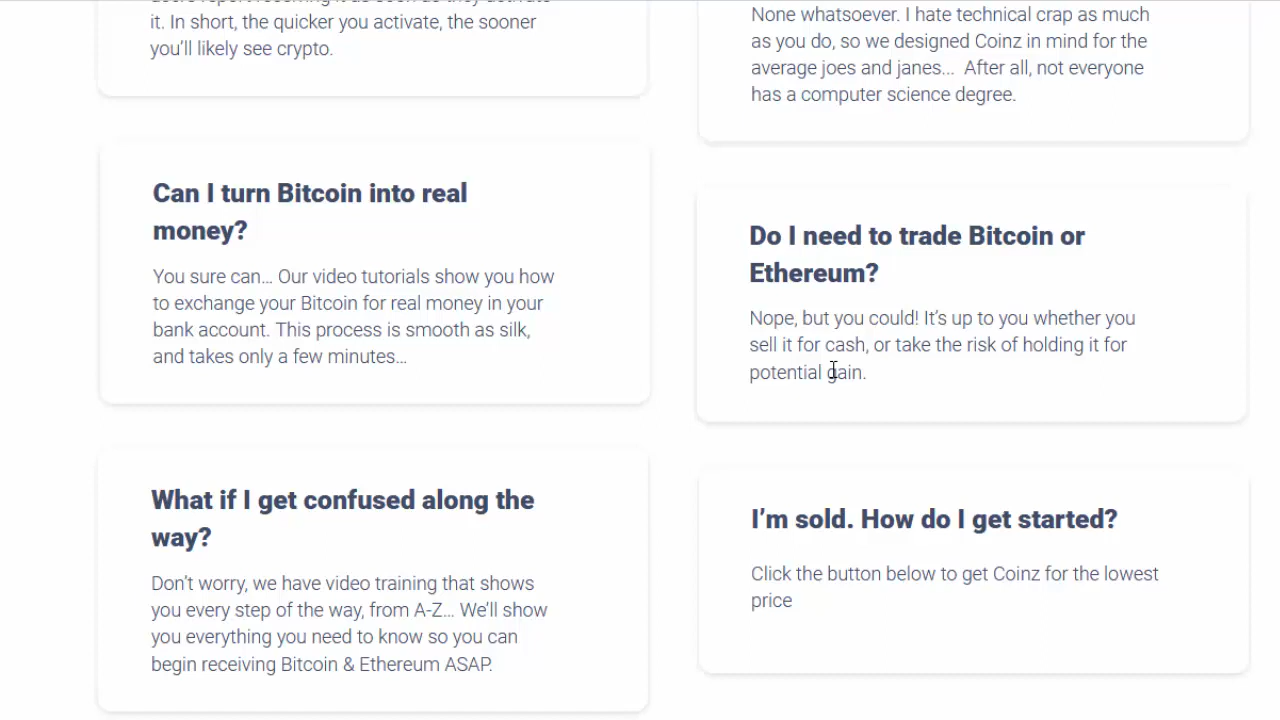 it. In short, the quicker you activate, the sooner
you'll likely see crypto.
Can I turn Bitcoin into real
money?
You sure can... Our video tutorials show you how
to exchange your Bitcoin for real money in your
bank account. This process is smooth as silk,
and takes only a few minutes...
What if I get confused along the
way?
Don't worry, we have video training that shows
you every step of the way, from A-Z... We'll show
you everything you need to know so you can
begin receiving Bitcoin & Ethereum ASAP.
None whatsoever. I hate technical crap as much
as you do, so we designed Coinz in mind for the
average joes and janes... After all, not everyone
has a computer science degree.
Do I need to trade Bitcoin or
Ethereum?
Nope, but you could! It's up to you whether you
sell it for cash, or take the risk of holding it for
potential gain.
I'm sold. How do I get started?
Click the button below to get Coinz for the lowest
price